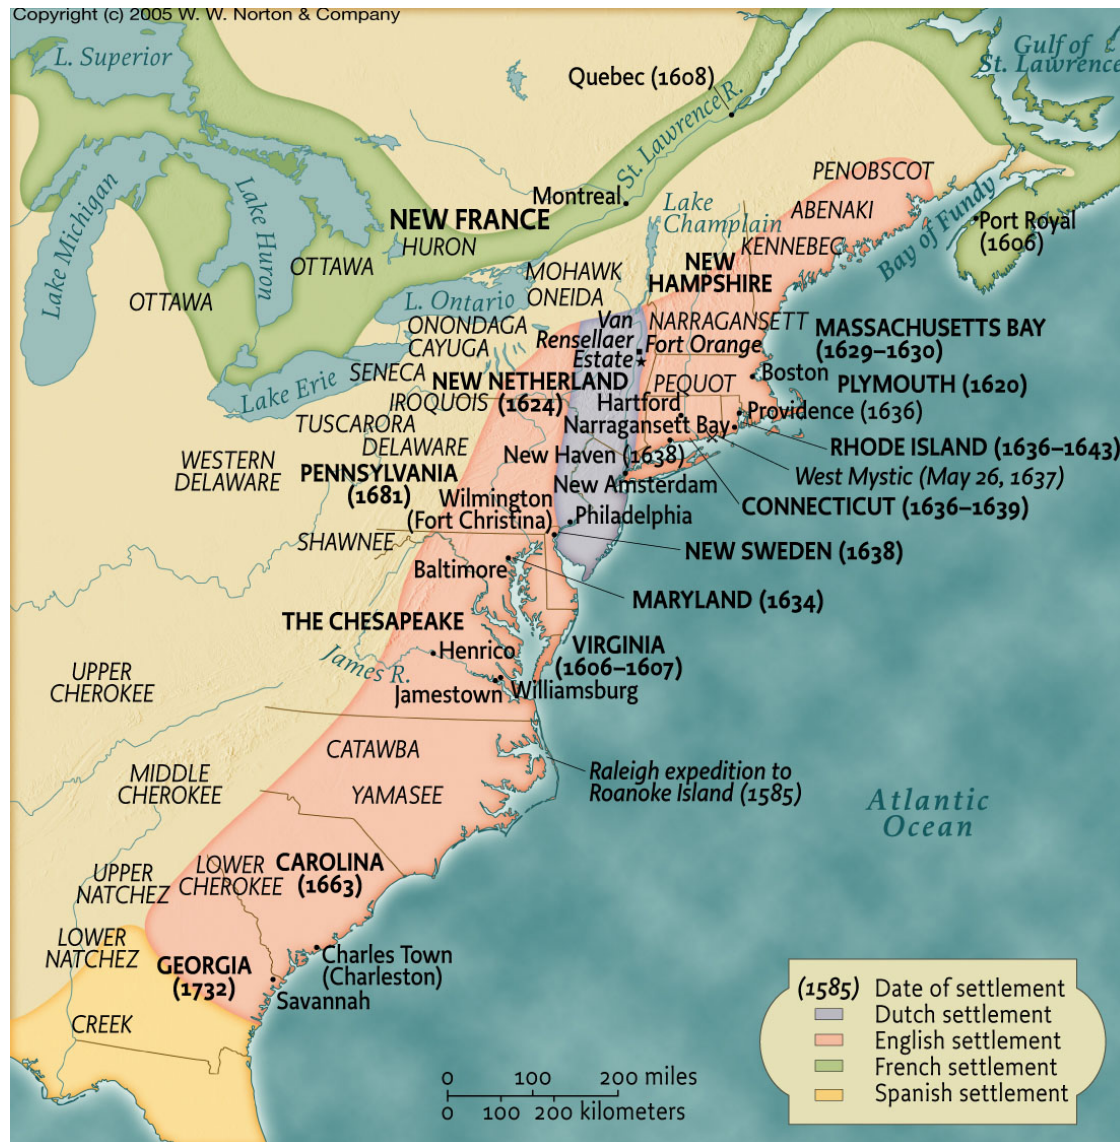 Copyright (c) 2005 W. W. Norton & Company
L. Superior
Gulf of
St. Lawrence
Quebec (1608)
St. Lawrence R.
PENOBSCOT
Montreal
Lake
Champlain
ABENAKI
Port Royal
(1606)
Bay of Fundy
Lake Michigan
Lake Huron
NEW FRANCE
HURON
OTTAWA
KENNEBEC
NEW
HAMPSHIRE
MOHAWK
ONEIDA
OTTAWA
L. Ontario
ONONDAGA
CAYUGA
Van
Rensellaer
Estate
NARRAGANSETT
Fort Orange
MASSACHUSETTS BAY
(1629–1630)
SENECA
Lake Erie
NEW NETHERLAND
(1624)
PEQUOT
Boston
PLYMOUTH (1620)
IROQUOIS
Hartford
Providence (1636)
TUSCARORA
Narragansett Bay
DELAWARE
RHODE ISLAND (1636–1643)
WESTERN
DELAWARE
PENNSYLVANIA
(1681)
New Haven (1638)
West Mystic (May 26, 1637)
New Amsterdam
Wilmington
(Fort Christina)
Philadelphia
CONNECTICUT (1636–1639)
SHAWNEE
NEW SWEDEN (1638)
Baltimore
MARYLAND (1634)
THE CHESAPEAKE
Henrico
VIRGINIA
(1606–1607)
James R.
UPPER
CHEROKEE
Jamestown
Williamsburg
CATAWBA
Raleigh expedition to
Roanoke Island (1585)
MIDDLE
CHEROKEE
YAMASEE
Atlantic
Ocean
UPPER
NATCHEZ
LOWER
CHEROKEE
CAROLINA
(1663)
LOWER
NATCHEZ
GEORGIA
(1732)
Charles Town
(Charleston)
Savannah
CREEK
(1585) Date of settlement
Dutch settlement
English settlement
French settlement
Spanish settlement
0 100 200 miles
0 100 200 kilometers